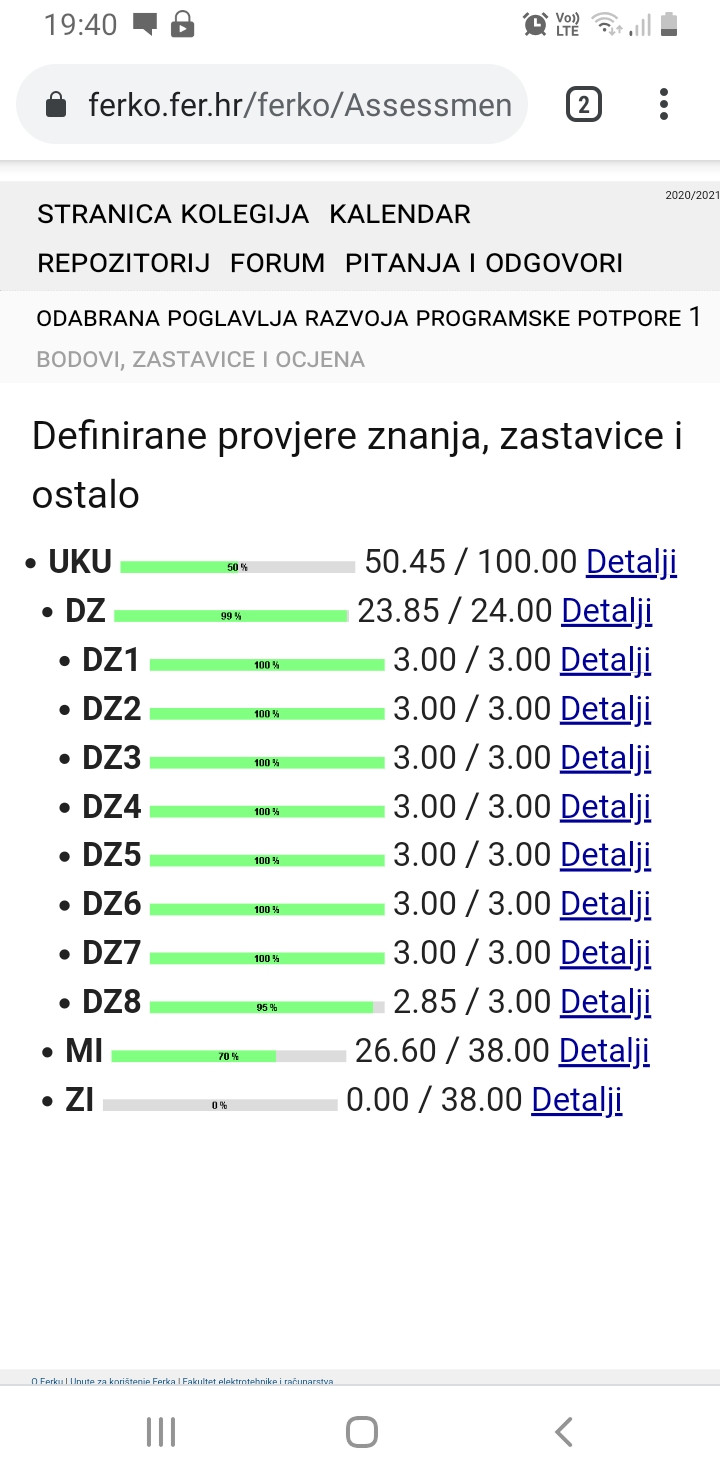 19:40 Vo)) LTE
ferko.fer.hr/ferko/Assessmen 2
2020/2021
STRANICA KOLEGIJA KALENDAR
REPOZITORIJ FORUM PITANJA I ODGOVORI
ODABRANA POGLAVLJA RAZVOJA PROGRAMSKE POTPORE 1
BODOVI, ZASTAVICE I OCJENA
Definirane provjere znanja, zastavice i
ostalo
• UKU 50 % 50.45 / 100.00 Detalji
• DZ 99 % 23.85 / 24.00 Detalji
• DZ1 100 % 3.00 / 3.00 Detalji
• DZ2 100 % 3.00 / 3.00 Detalji
• DZ3 100 % 3.00 / 3.00 Detalji
• DZ4 100 % 3.00 / 3.00 Detalji
• DZ5 100 % 3.00 / 3.00 Detalji
• DZ6 100 % 3.00 / 3.00 Detalji
• DZ7 100 % 3.00 / 3.00 Detalji
• DZ8 95 % 2.85 / 3.00 Detalji
• MI 70 % 26.60 / 38.00 Detalji
• ZI 0 % 0.00 / 38.00 Detalji
O Ferku | Upute za korištenje Ferka | Fakultet elektrotehnike i računarstva